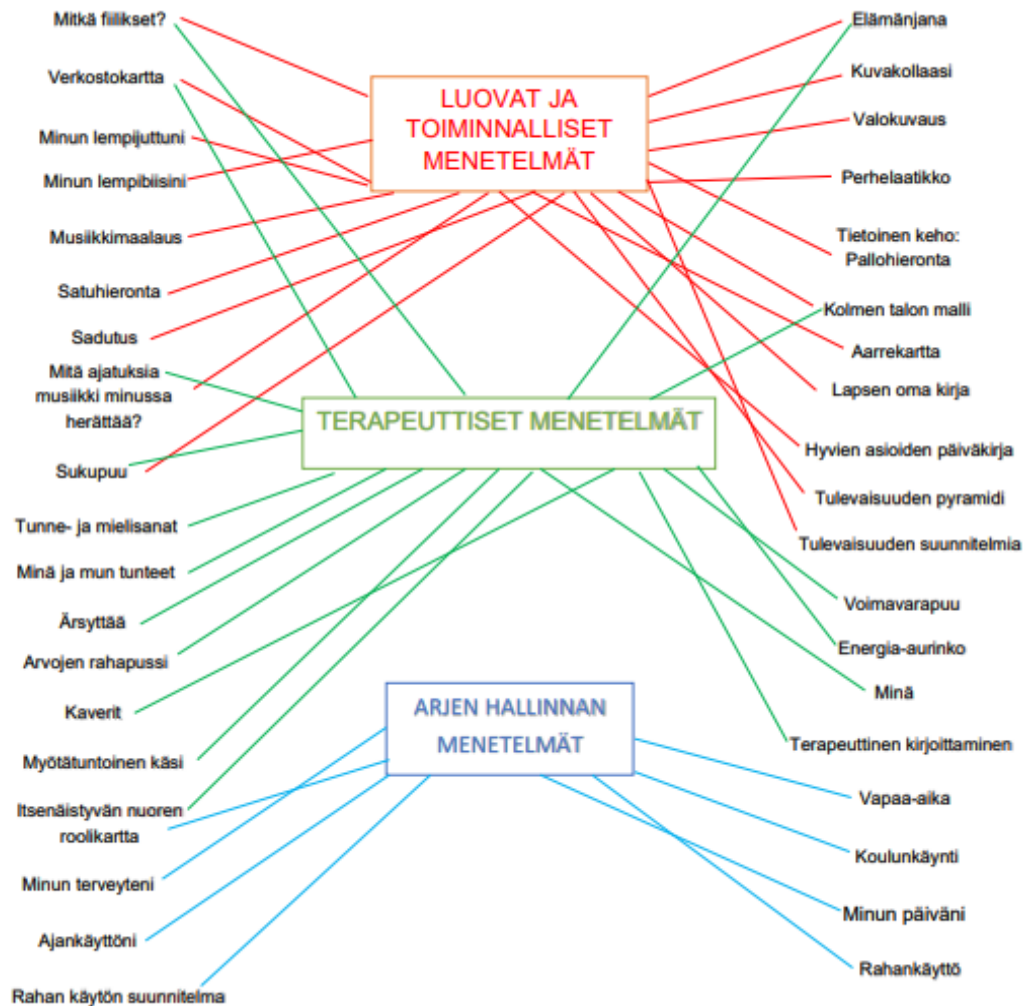 Mitkä fiilikset?
Verkostokartta
Minun lempijuttuni
Minun lempibiisini
Musiikkimaalaus
Satuhieronta
Sadutus
Mitä ajatuksia
musiikki minussa
herättää?
Sukupuu
Tunne- ja mielisanat
Minä ja mun tunteet
Ärsyttää
Arvojen rahapussi
Kaverit
Myötätuntoinen käsi
Itsenäistyvän nuoren
roolikartta
Minun terveyteni
Ajankäyttöni
Rahan käytön suunnitelma
LUOVAT JA
TOIMINNALLISET
MENETELMÄT
TERAPEUTTISET MENETELMÄT
ARJEN HALLINNAN
MENETELMÄT
Elämänjana
Kuvakollaasi
Valokuvaus
Perhelaatikko
Tietoinen keho:
Pallohieronta
Kolmen talon malli
Aarrekartta
Lapsen oma kirja
Hyvien asioiden päiväkirja
Tulevaisuuden pyramidi
Tulevaisuuden suunnitelmia
Voimavarapuu
Energia-aurinko
Minä
Terapeuttinen kirjoittaminen
Vapaa-aika
Koulunkäynti
Minun päiväni
Rahankäyttö